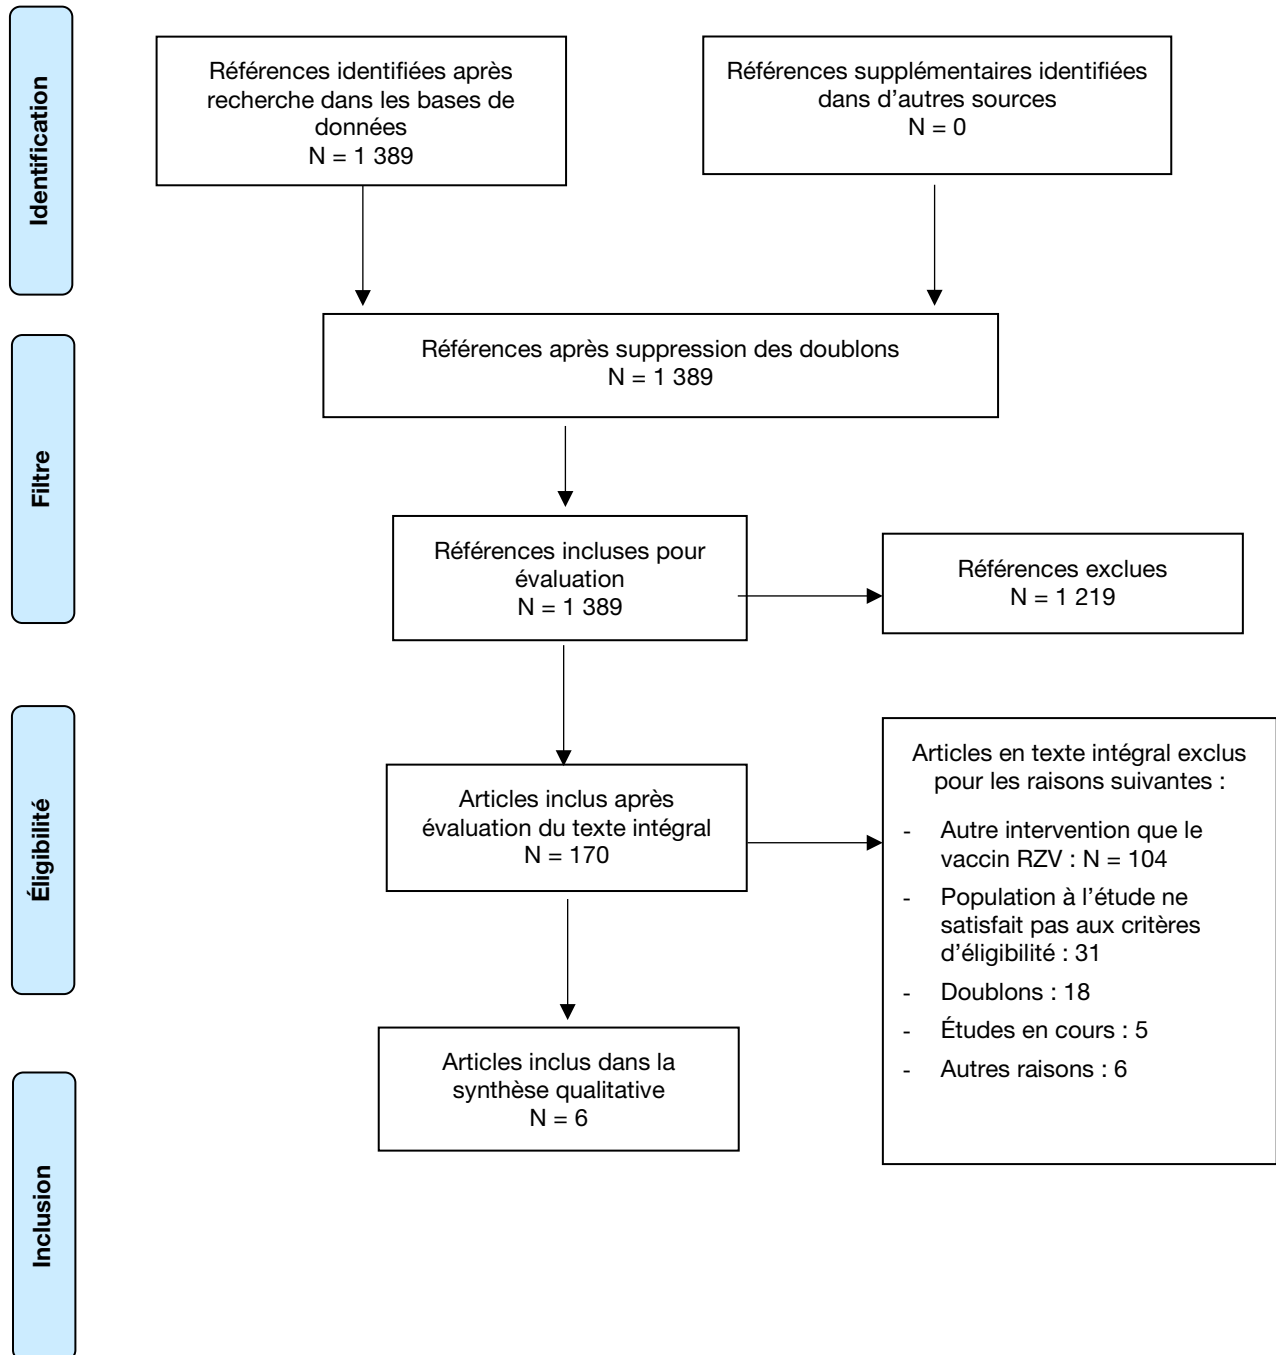 Identification
Références identifiées après
recherche dans les bases de
données
N = 1 389
Références supplémentaires identifiées
dans d’autres sources
N = 0
Filtre
Références après suppression des doublons
N = 1 389
Références incluses pour
évaluation
N = 1 389
Références exclues
N = 1 219
Éligibilité
Articles inclus après
évaluation du texte intégral
N = 170
Articles en texte intégral exclus
pour les raisons suivantes :
- Autre intervention que le
vaccin RZV : N = 104
- Population à l’étude ne
satisfait pas aux critères
d’éligibilité : 31
- Doublons : 18
- Études en cours : 5
- Autres raisons : 6
Inclusion
Articles inclus dans la
synthèse qualitative
N = 6